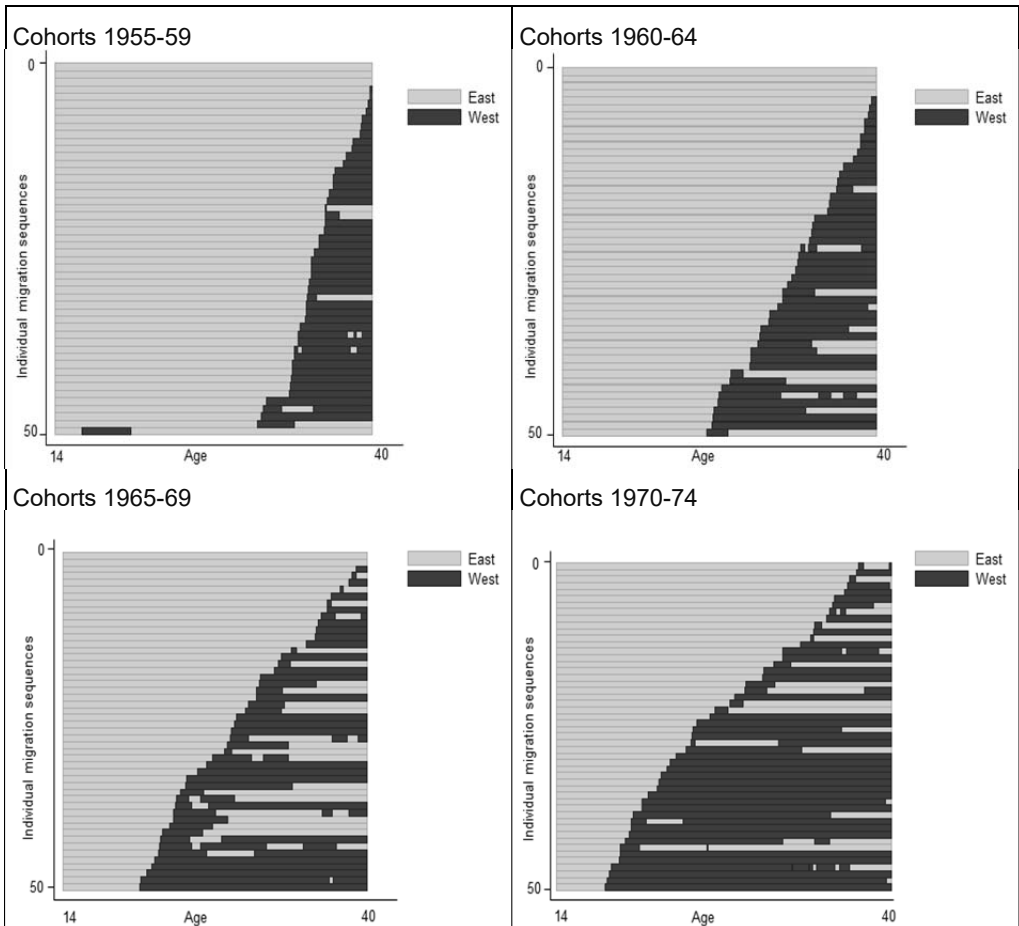 Cohorts 1955-59
0
East
West
Individual migration sequences
50
14
Age
40
Cohorts 1960-64
0
East
West
Individual migration sequences
50
14
Age
40
Cohorts 1965-69
0
East
West
Individual migration sequences
50
14
Age
40
Cohorts 1970-74
0
East
West
Individual migration sequences
50
14
Age
40